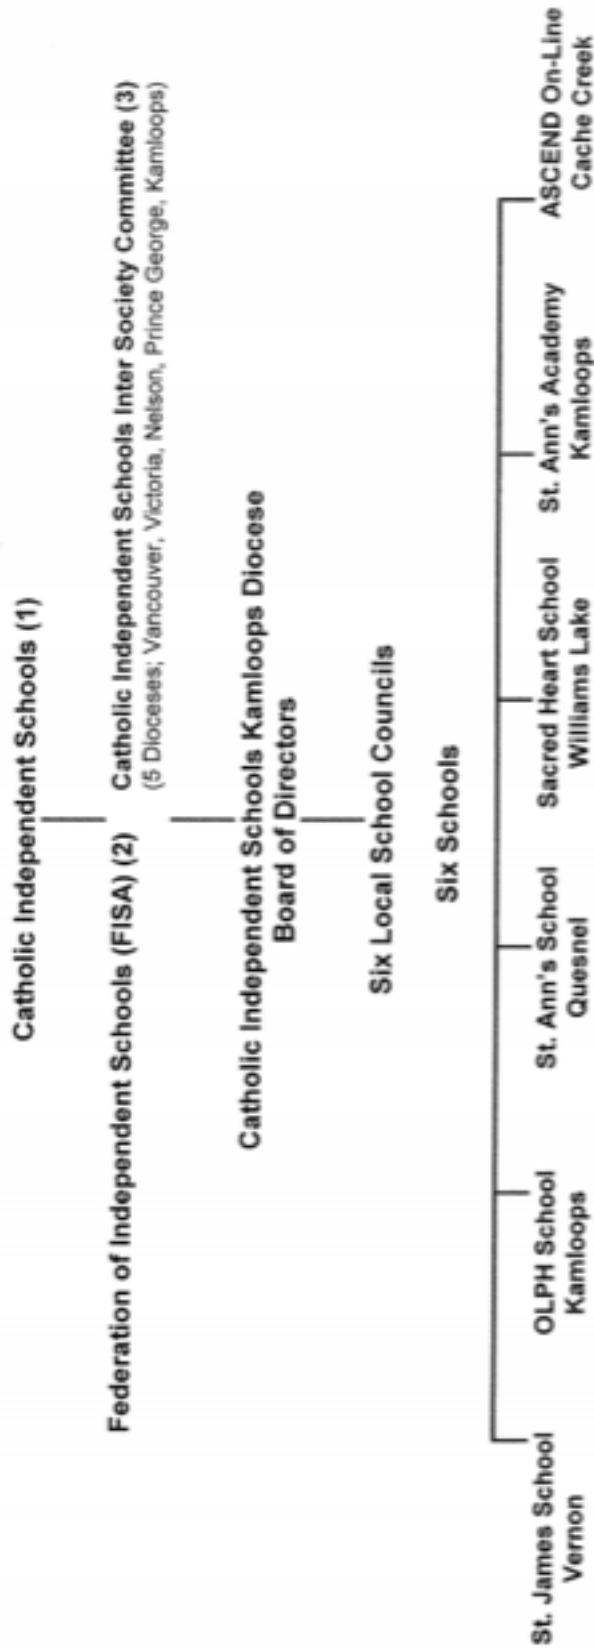 Catholic Independent Schools (1)
Federation of Independent Schools (FISA) (2)
Catholic Independent Schools Inter Society Committee (3)
(5 Dioceses; Vancouver, Victoria, Nelson, Prince George, Kamloops)
Catholic Independent Schools Kamloops Diocese
Board of Directors
Six Local School Councils
Six Schools
St. James School
Vernon
OLPH School
Kamloops
St. Ann's School
Quesnel
Sacred Heart School
Williams Lake
St. Ann's Academy
Kamloops
ASCEND On-Line
Cache Creek